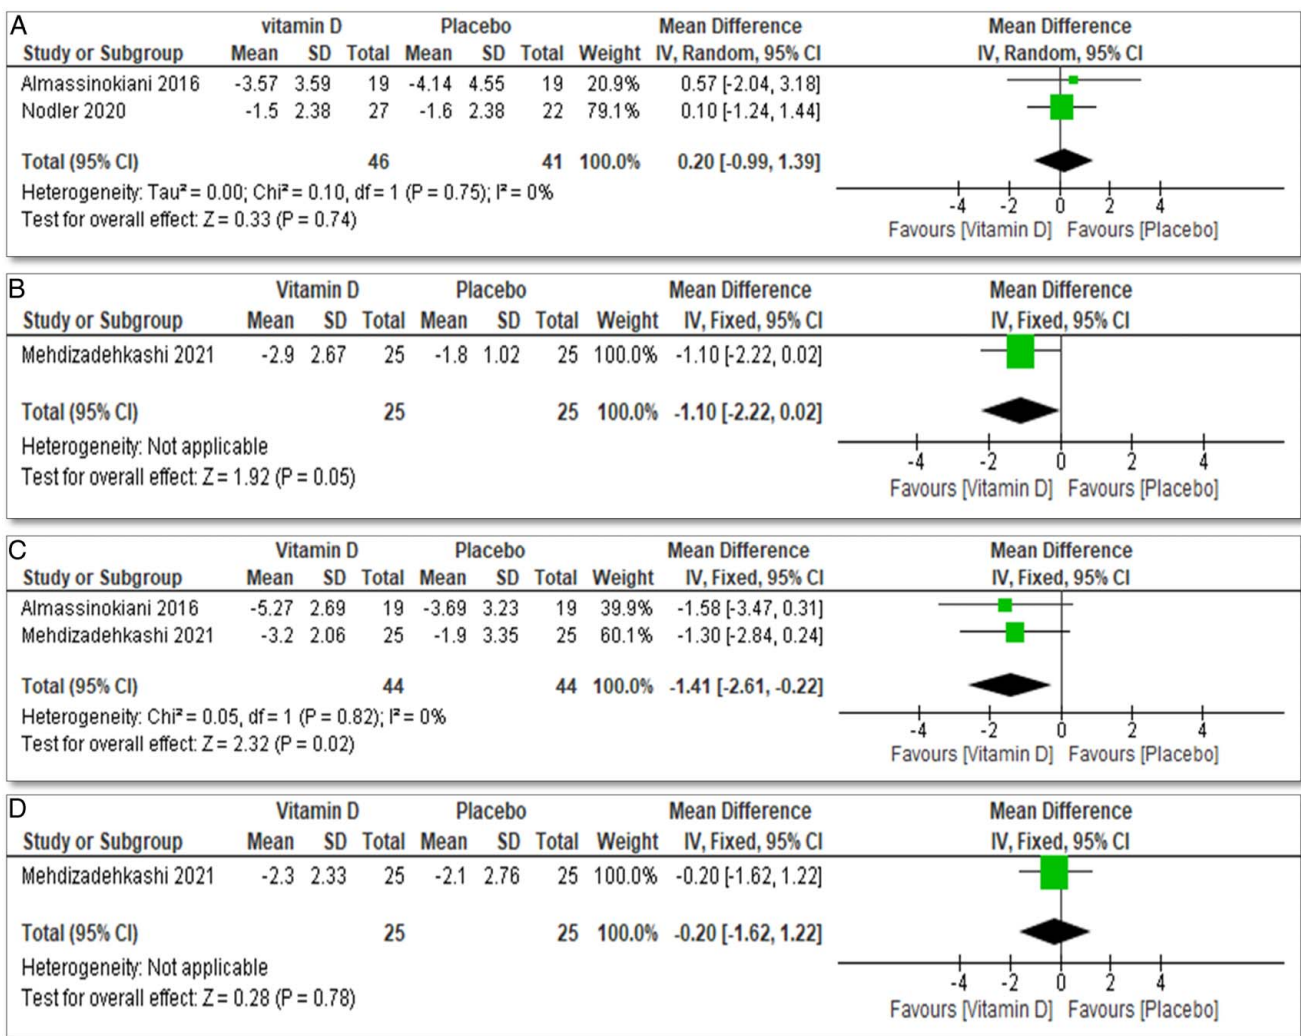 A
vitamin D Placebo Mean Difference Mean Difference
Study or Subgroup Mean SD Total Mean SD Total Weight IV, Random, 95% CI IV, Random, 95% CI
Almassinokiani 2016 -3.57 3.59 19 -4.14 4.55 19 20.9% 0.57 [-2.04, 3.18]
Nodler 2020 -1.5 2.38 27 -1.6 2.38 22 79.1% 0.10 [-1.24, 1.44]
Total (95% CI) 46 41 100.0% 0.20 [-0.99, 1.39]
Heterogeneity: Tau² = 0.00; Chi² = 0.10, df = 1 (P = 0.75); I² = 0%
Test for overall effect: Z = 0.33 (P = 0.74)
-4 -2 0 2 4
Favours [Vitamin D] Favours [Placebo]
B
Vitamin D Placebo Mean Difference Mean Difference
Study or Subgroup Mean SD Total Mean SD Total Weight IV, Fixed, 95% CI IV, Fixed, 95% CI
Mehdizadehkashi 2021 -2.9 2.67 25 -1.8 1.02 25 100.0% -1.10 [-2.22, 0.02]
Total (95% CI) 25 25 100.0% -1.10 [-2.22, 0.02]
Heterogeneity: Not applicable
Test for overall effect: Z = 1.92 (P = 0.05)
-4 -2 0 2 4
Favours [Vitamin D] Favours [Placebo]
C
Vitamin D Placebo Mean Difference Mean Difference
Study or Subgroup Mean SD Total Mean SD Total Weight IV, Fixed, 95% CI IV, Fixed, 95% CI
Almassinokiani 2016 -5.27 2.69 19 -3.69 3.23 19 39.9% -1.58 [-3.47, 0.31]
Mehdizadehkashi 2021 -3.2 2.06 25 -1.9 3.35 25 60.1% -1.30 [-2.84, 0.24]
Total (95% CI) 44 44 100.0% -1.41 [-2.61, -0.22]
Heterogeneity: Chi² = 0.05, df = 1 (P = 0.82); I² = 0%
Test for overall effect: Z = 2.32 (P = 0.02)
-4 -2 0 2 4
Favours [Vitamin D] Favours [Placebo]
D
Vitamin D Placebo Mean Difference Mean Difference
Study or Subgroup Mean SD Total Mean SD Total Weight IV, Fixed, 95% CI IV, Fixed, 95% CI
Mehdizadehkashi 2021 -2.3 2.33 25 -2.1 2.76 25 100.0% -0.20 [-1.62, 1.22]
Total (95% CI) 25 25 100.0% -0.20 [-1.62, 1.22]
Heterogeneity: Not applicable
Test for overall effect: Z = 0.28 (P = 0.78)
-4 -2 0 2 4
Favours [Vitamin D] Favours [Placebo]